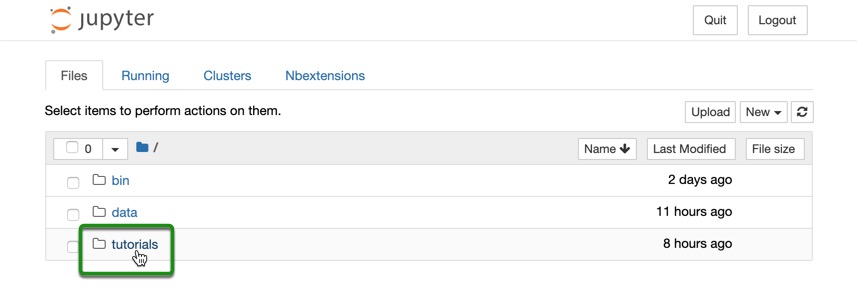 jupyter Quit Logout
Files Running Clusters Nbextensions
Select items to perform actions on them. Upload New
0 / Name Last Modified File size
bin 2 days ago
data 11 hours ago
tutorials 8 hours ago